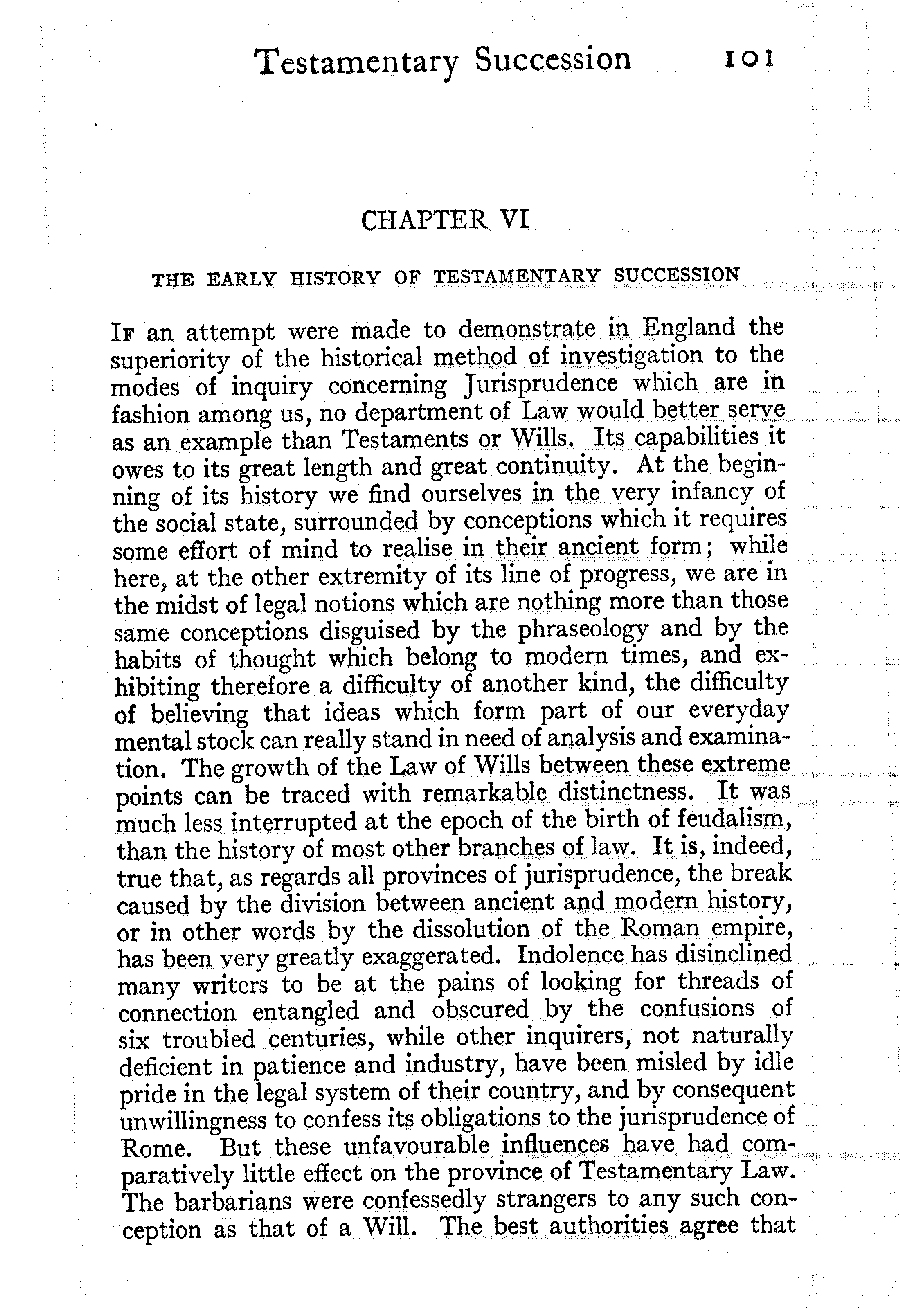 Testamentary Succession 101
CHAPTER VI
THE EARLY HISTORY OF TESTAMENTARY SUCCESSION
IF an attempt were made to demonstrate in England the
superiority of the historical method of investigation to the
modes of inquiry concerning Jurisprudence which are in
fashion among us, no department of Law would better serve
as an example than Testaments or Wills. Its capabilities it
owes to its great length and great continuity. At the begin-
ning of its history we find ourselves in the very infancy of
the social state, surrounded by conceptions which it requires
some effort of mind to realise in their ancient form; while
here, at the other extremity of its line of progress, we are in
the midst of legal notions which are nothing more than those
same conceptions disguised by the phraseology and by the
habits of thought which belong to modern times, and ex-
hibiting therefore a difficulty of another kind, the difficulty
of believing that ideas which form part of our everyday
mental stock can really stand in need of analysis and examina-
tion. The growth of the Law of Wills between these extreme
points can be traced with remarkable distinctness. It was
much less interrupted at the epoch of the birth of feudalism,
than the history of most other branches of law. It is, indeed,
true that, as regards all provinces of jurisprudence, the break
caused by the division between ancient and modern history,
or in other words by the dissolution of the Roman empire,
has been very greatly exaggerated. Indolence has disinclined
many writers to be at the pains of looking for threads of
connection entangled and obscured by the confusions of
six troubled centuries, while other inquirers, not naturally
deficient in patience and industry, have been misled by idle
pride in the legal system of their country, and by consequent
unwillingness to confess its obligations to the jurisprudence of
Rome. But these unfavourable influences have had com-
paratively little effect on the province of Testamentary Law.
The barbarians were confessedly strangers to any such con-
ception as that of a Will. The best authorities agree that